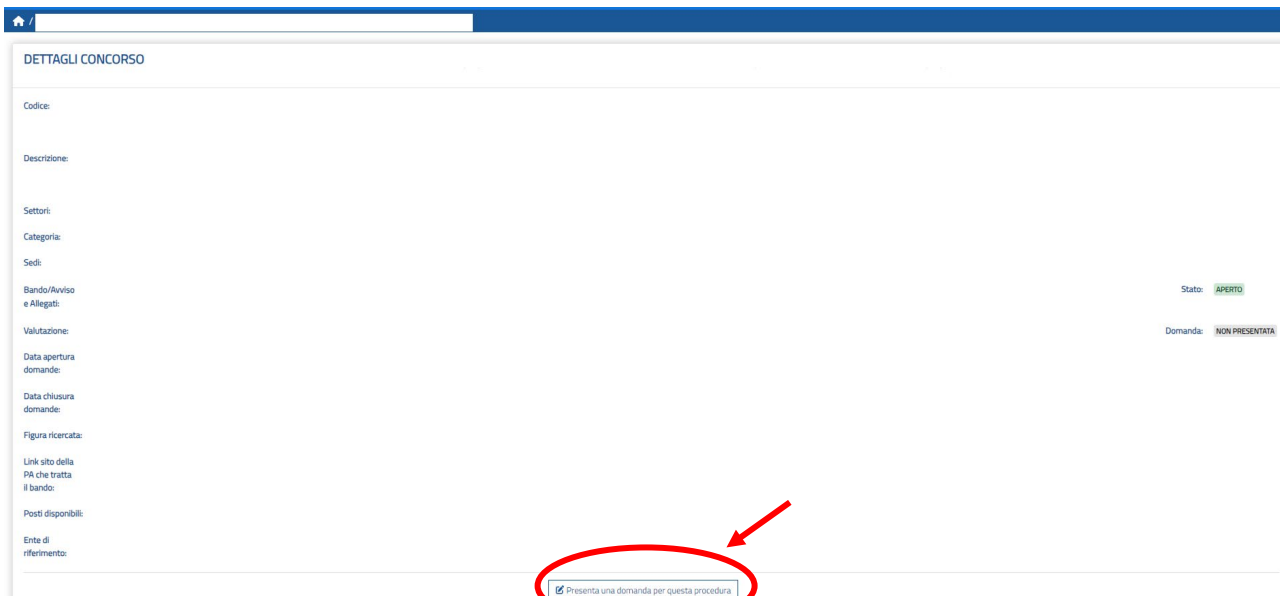 /
DETTAGLI CONCORSO
Codice:
Descrizione:
Settori:
Categoria:
Sedi:
Bando/Avviso
e Allegati:
Stato: APERTO
Valutazione:
Domanda: NON PRESENTATA
Data apertura
domande:
Data chiusura
domande:
Figura ricercata:
Link sito della
PA che tratta
il bando:
Posti disponibili:
Ente di
riferimento:
Presenta una domanda per questa procedura